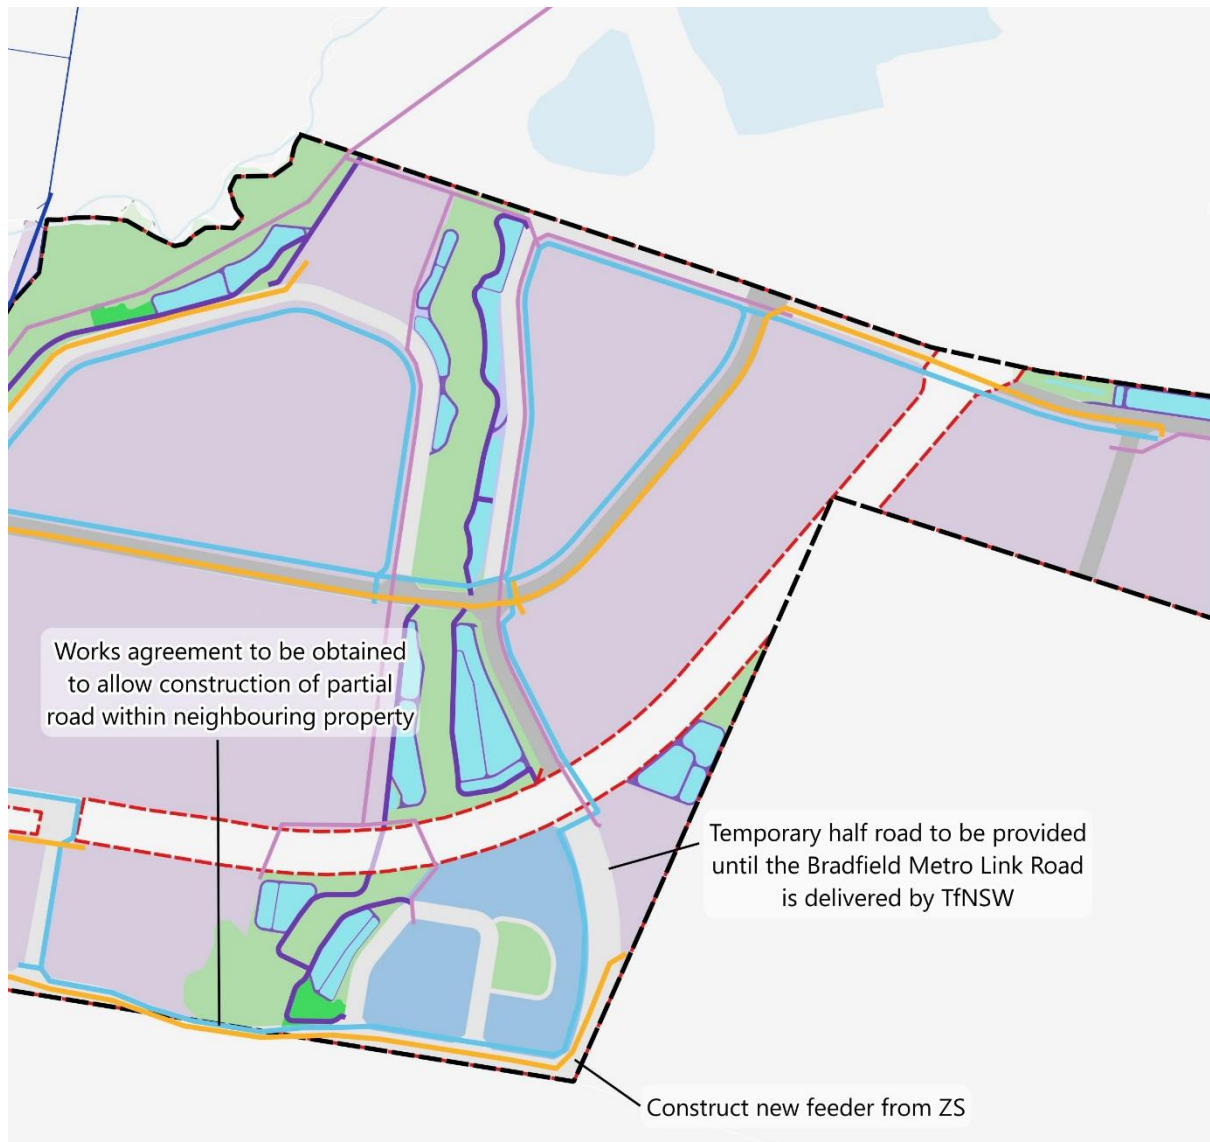 Works agreement to be obtained
to allow construction of partial
road within neighbouring property
Temporary half road to be provided
until the Bradfield Metro Link Road
is delivered by TfNSW
Construct new feeder from ZS